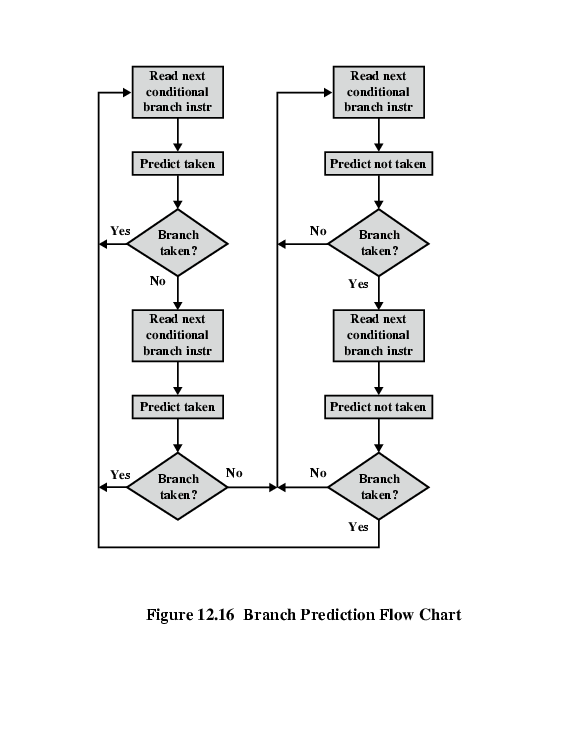 Read next
conditional
branch instr
Predict taken
Yes
Branch
taken?
No
Read next
conditional
branch instr
Predict taken
Yes
Branch
taken?
No
Read next
conditional
branch instr
Predict not taken
No
Branch
taken?
Yes
Read next
conditional
branch instr
Predict not taken
No
Branch
taken?
Yes
Figure 12.16 Branch Prediction Flow Chart